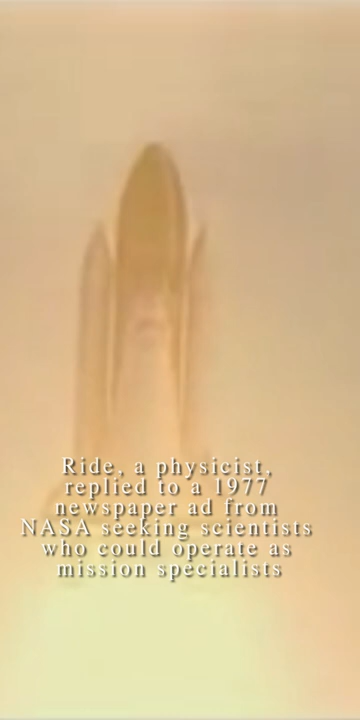 Ride, a physicist,
replied to a 1977
newspaper ad from
NASA seeking scientists
who could operate as
mission specialists